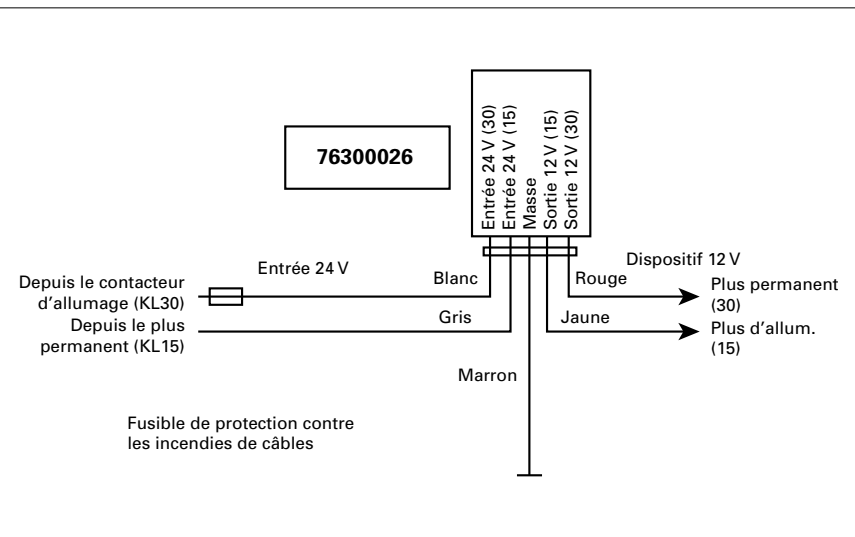 76300026
Entrée 24 V (30)
Entrée 24 V (15)
Masse
Sortie 12 V (15)
Sortie 12 V (30)
Entrée 24 V
Dispositif 12 V
Depuis le contacteur
d'allumage (KL30)
Depuis le plus
permanent (KL15)
Blanc
Gris
Marron
Rouge
Jaune
Plus permanent
(30)
Plus d'allum.
(15)
Fusible de protection contre
les incendies de câbles